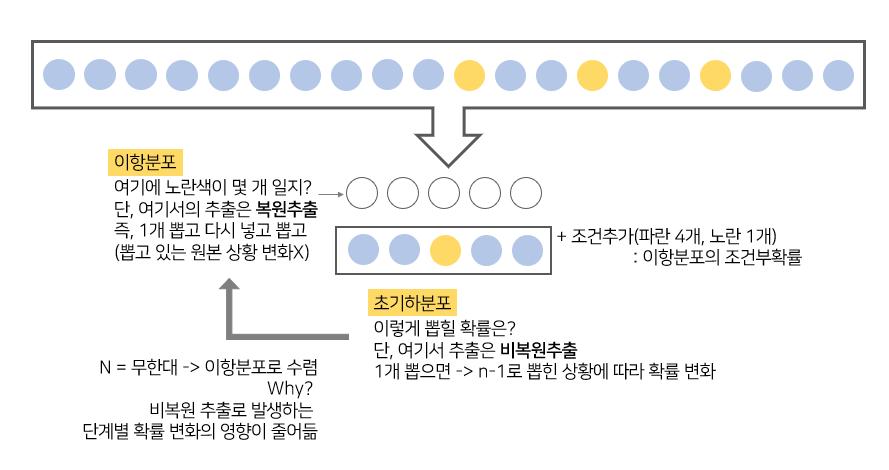 이항분포
여기에 노란색이 몇 개 일지?
단, 여기서의 추출은 복원추출
즉, 1개 뽑고 다시 넣고 뽑고
(뽑고 있는 원본 상황 변화X)
+ 조건추가(파란 4개, 노란 1개)
: 이항분포의 조건부확률
초기하분포
이렇게 뽑힐 확률은?
단, 여기서 추출은 비복원추출
1개 뽑으면 -> n-1로 뽑힌 상황에 따라 확률 변화
N = 무한대 -> 이항분포로 수렴
Why?
비복원 추출로 발생하는
단계별 확률 변화의 영향이 줄어듦